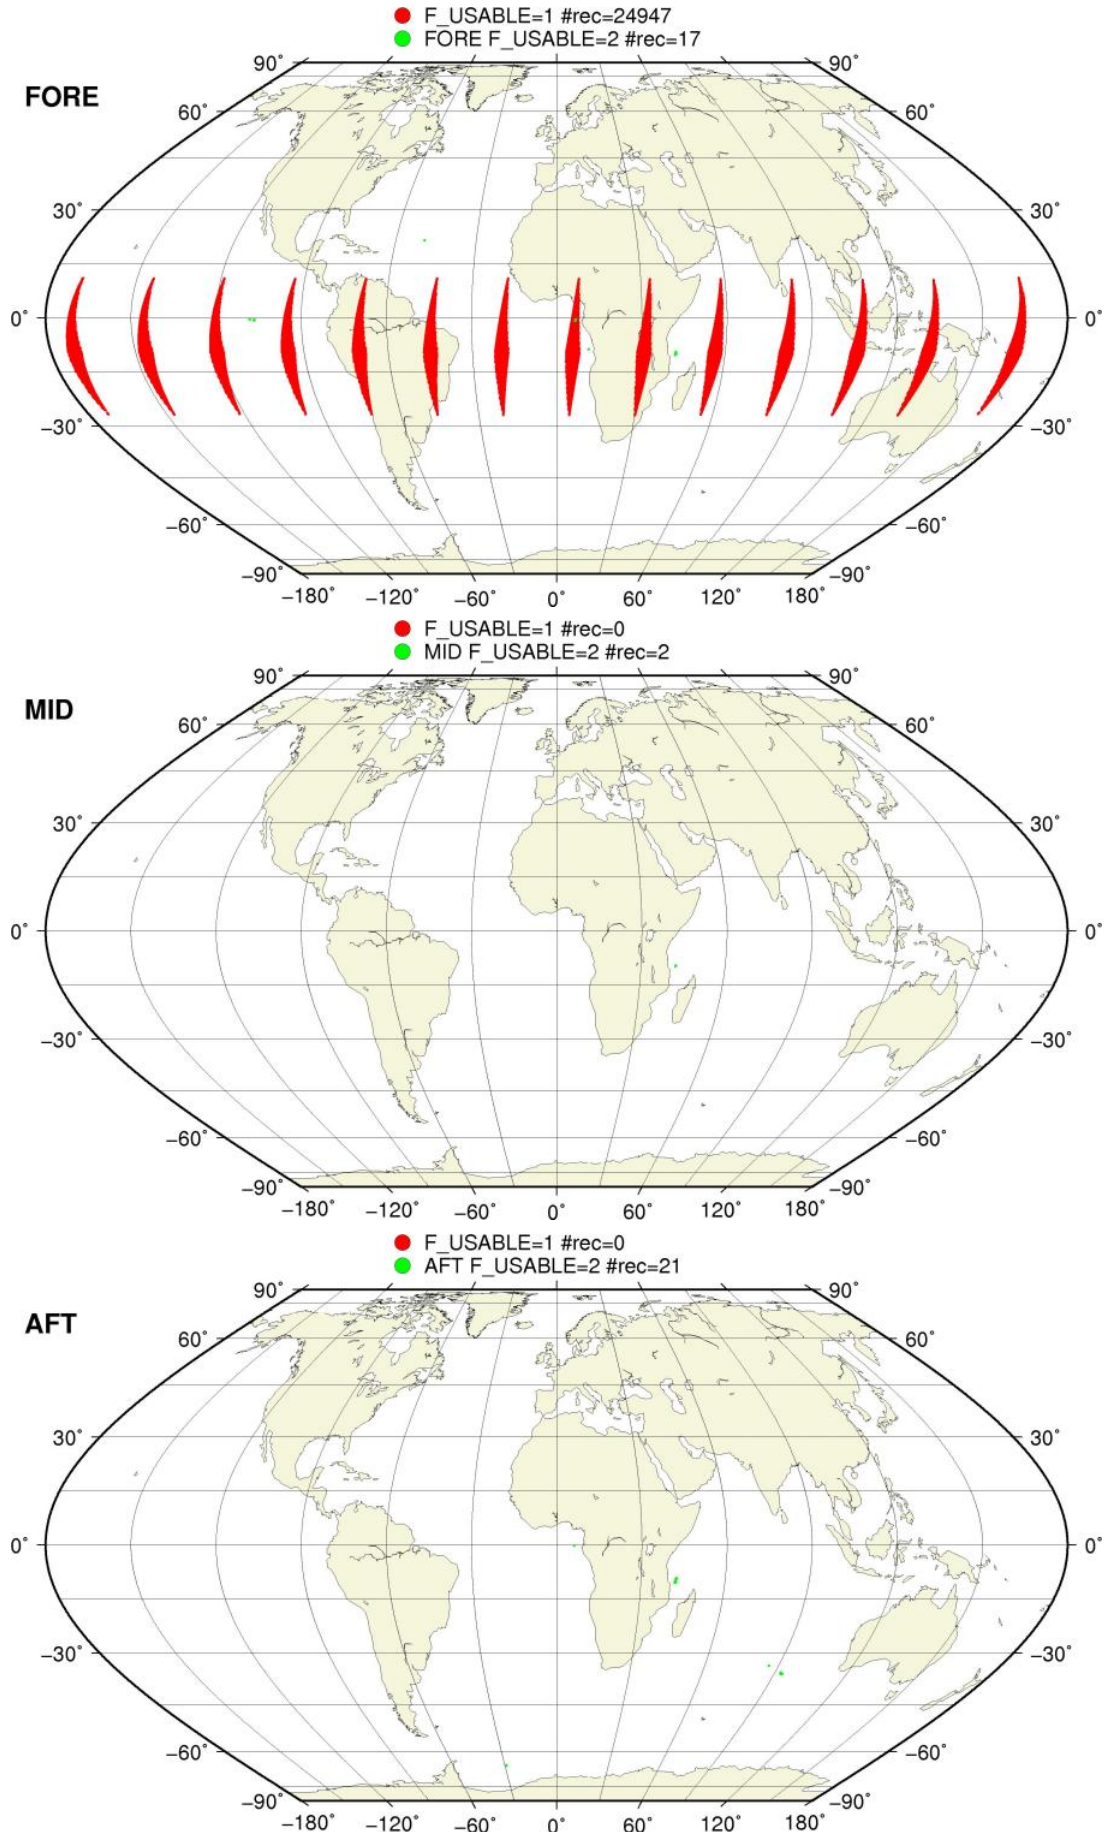 F_USABLE=1 #rec=24947
FORE F_USABLE=2 #rec=17
FORE
90° 90°
60° 60°
30° 30°
0° 0°
−30° −30°
−60° −60°
−90° −90°
−180° −120° −60° 0° 60° 120° 180°
F_USABLE=1 #rec=0
MID F_USABLE=2 #rec=2
MID
90° 90°
60° 60°
30° 30°
0° 0°
−30° −30°
−60° −60°
−90° −90°
−180° −120° −60° 0° 60° 120° 180°
F_USABLE=1 #rec=0
AFT F_USABLE=2 #rec=21
AFT
90° 90°
60° 60°
30° 30°
0° 0°
−30° −30°
−60° −60°
−90° −90°
−180° −120° −60° 0° 60° 120° 180°